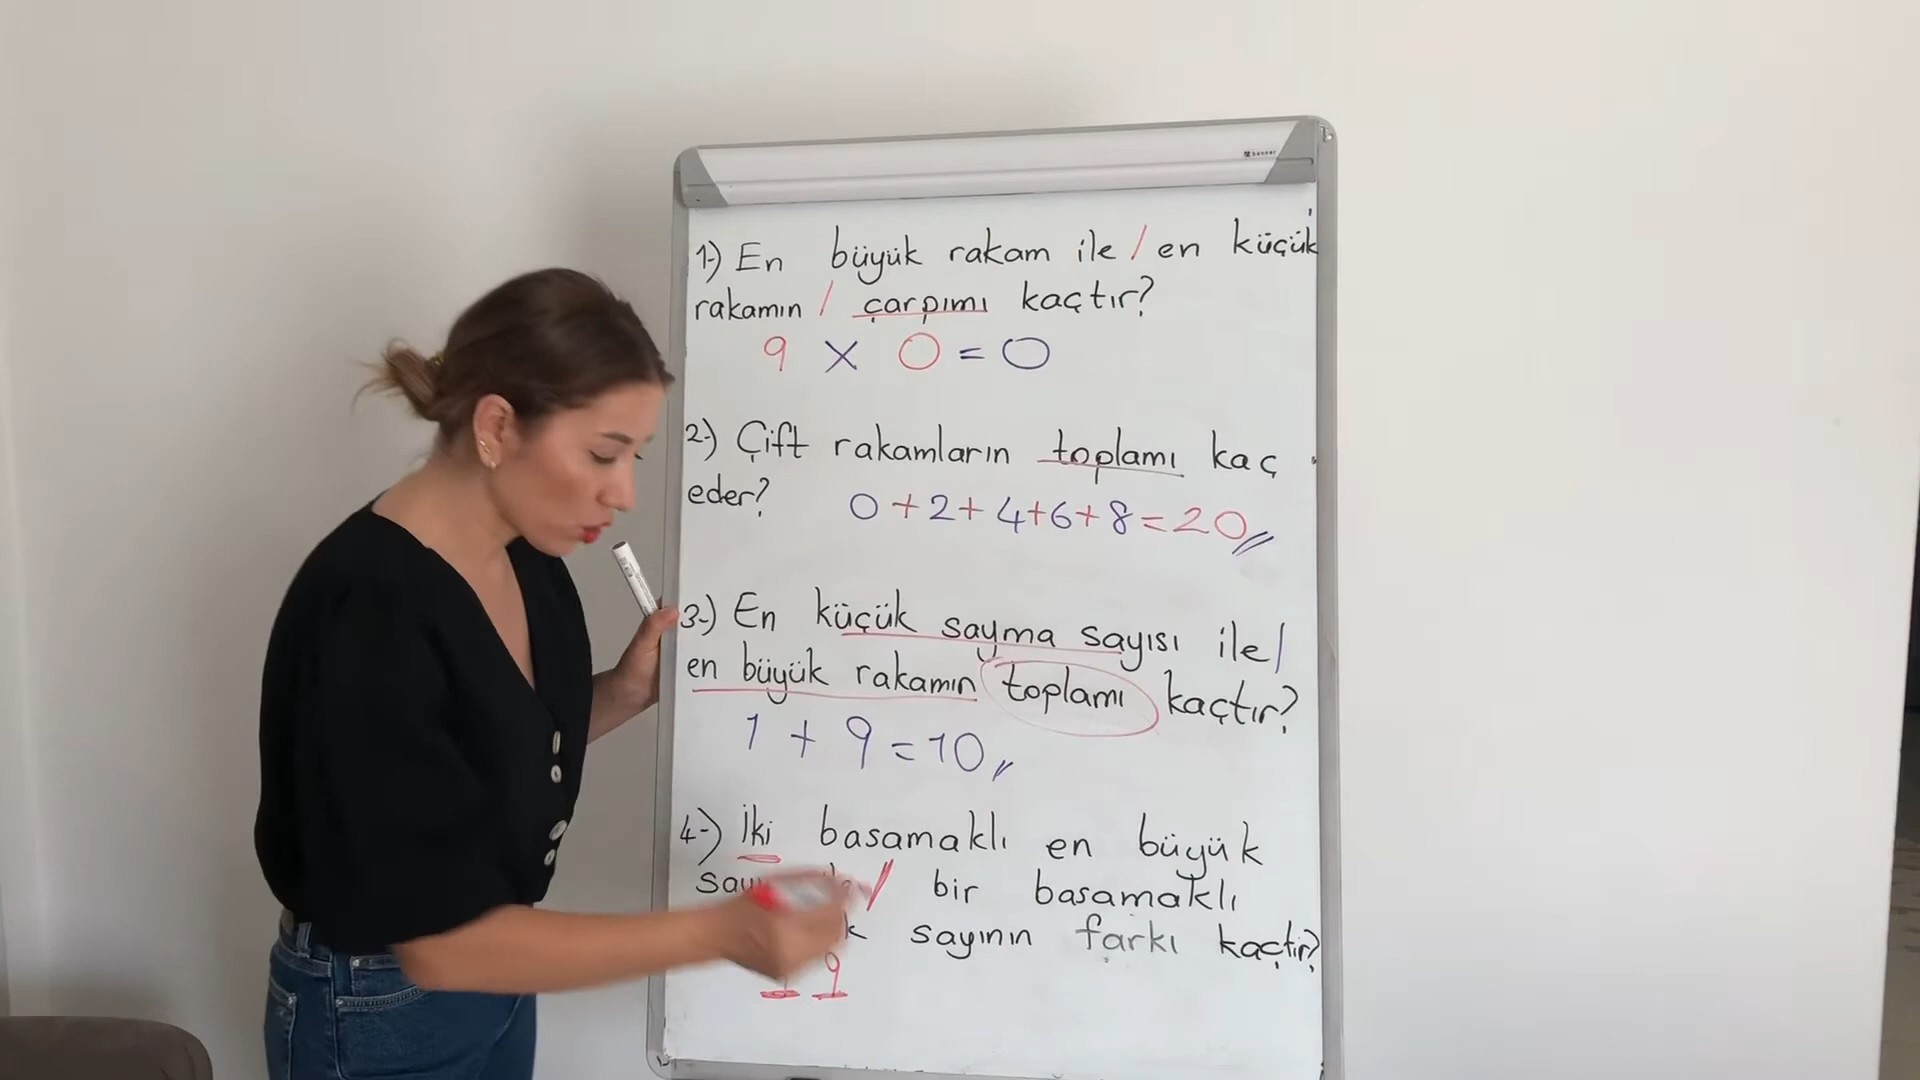 1-) En büyük rakam ile / en küçük
rakamın / çarpımı kaçtır?
9 x 0 = 0
2-) Çift rakamların toplamı kaç
eder?
0 + 2 + 4 + 6 + 8 = 20
3-) En küçük sayma sayısı ile /
en büyük rakamın toplamı kaçtır?
1 + 9 = 10
4-) İki basamaklı en büyük
/ bir basamaklı
sayının farkı kaçtır?
9